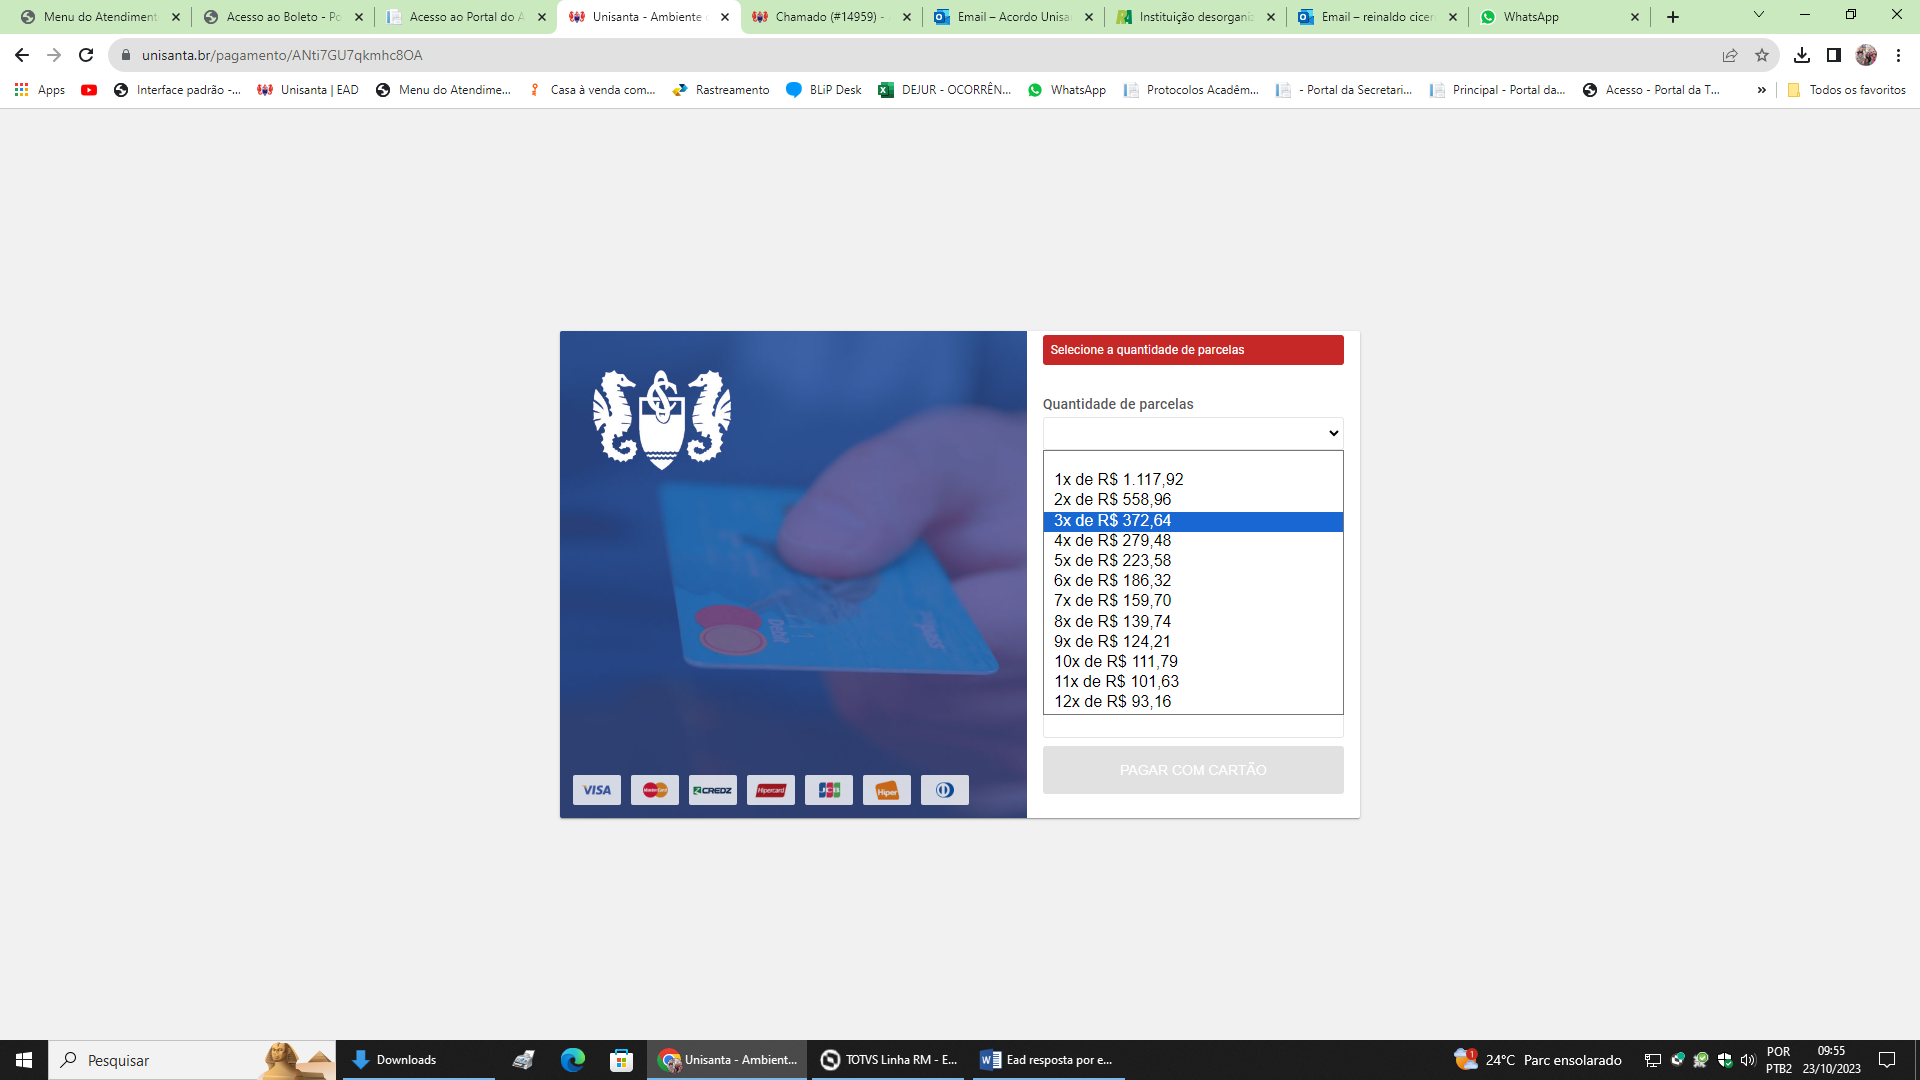 Menu do Atendiment
Acesso ao Boleto - Po
Acesso ao Portal do A
Unisanta - Ambiente
Chamado (#14959) -
Email – Acordo Unisa
Instituição desorganiz
Email – reinaldo cicer
WhatsApp
unisanta.br/pagamento/ANti7GU7qkmhc8OA
Apps
Interface padrão -...
Unisanta | EAD
Menu do Atendime...
Casa à venda com...
Rastreamento
BLiP Desk
DEJUR - OCORRÊN...
WhatsApp
Protocolos Acadêm...
- Portal da Secretari...
Principal - Portal da...
Acesso - Portal da T...
»
Todos os favoritos
Selecione a quantidade de parcelas
Quantidade de parcelas
1x de R$ 1.117,92
2x de R$ 558,96
3x de R$ 372,64
4x de R$ 279,48
5x de R$ 223,58
6x de R$ 186,32
7x de R$ 159,70
8x de R$ 139,74
9x de R$ 124,21
10x de R$ 111,79
11x de R$ 101,63
12x de R$ 93,16
PAGAR COM CARTÃO
Debit
VISA
MasterCard
CREDZ
Hipercard
JCB
Hiper
Pesquisar
Downloads
Unisanta - Ambient...
TOTVS Linha RM - E...
Ead resposta por e...
1
24°C Parc ensolarado
POR
PTB2
09:55
23/10/2023